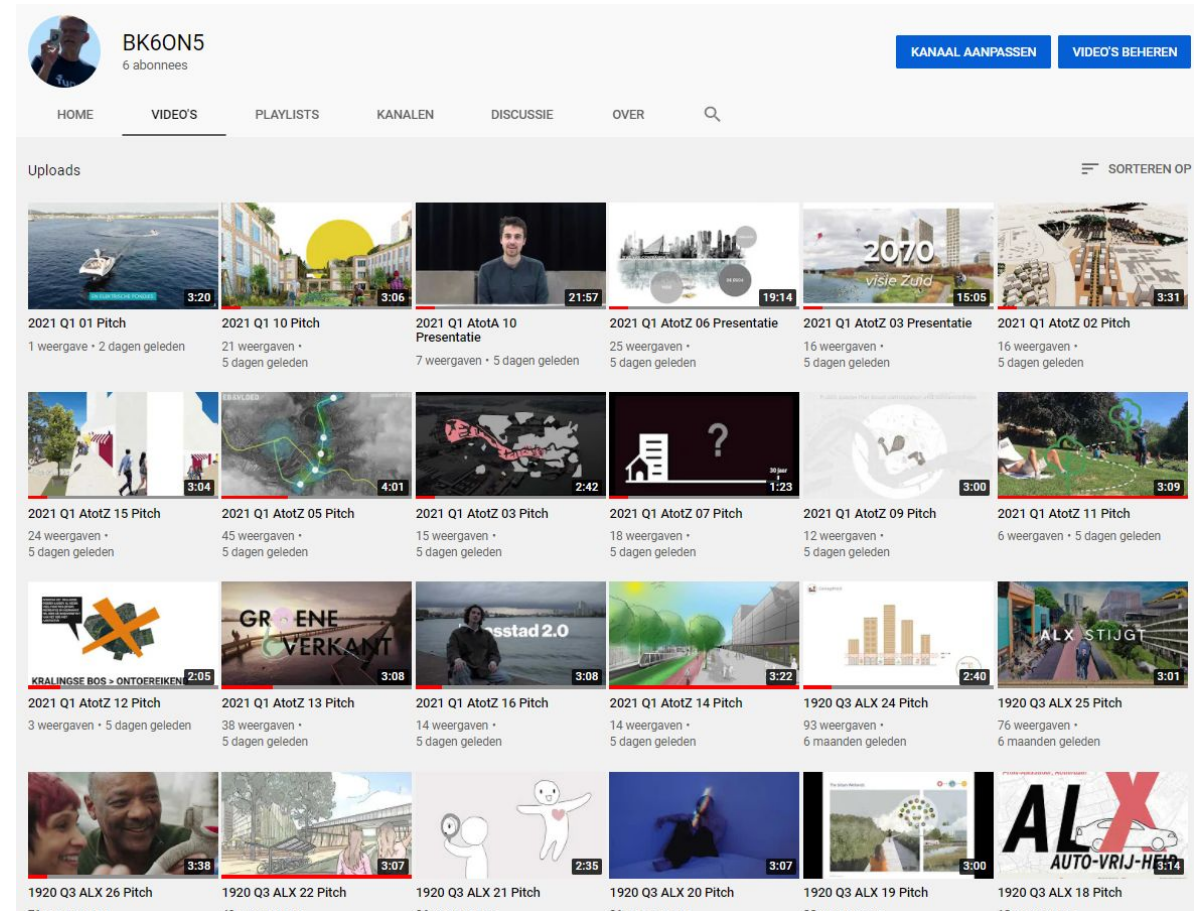 BK6ON5
6 abonnees
KANAAL AANPASSEN
VIDEO'S BEHEREN
HOME VIDEO'S PLAYLISTS KANALEN DISCUSSIE OVER
Uploads
SORTEREN OP
3:20 3:06 21:57 19:14 2070 visie Zuid 15:05 3:31
2021 Q1 01 Pitch
1 weergave • 2 dagen geleden
2021 Q1 10 Pitch
21 weergaven •
5 dagen geleden
2021 Q1 AtotA 10
Presentatie
7 weergaven • 5 dagen geleden
2021 Q1 AtotZ 06 Presentatie
25 weergaven •
5 dagen geleden
2021 Q1 AtotZ 03 Presentatie
16 weergaven •
5 dagen geleden
2021 Q1 AtotZ 02 Pitch
16 weergaven •
5 dagen geleden
3:04 4:01 2:42 ? 30 jaar 1:23 3:00 3:09
2021 Q1 AtotZ 15 Pitch
24 weergaven •
5 dagen geleden
2021 Q1 AtotZ 05 Pitch
45 weergaven •
5 dagen geleden
2021 Q1 AtotZ 03 Pitch
15 weergaven •
5 dagen geleden
2021 Q1 AtotZ 07 Pitch
18 weergaven •
5 dagen geleden
2021 Q1 AtotZ 09 Pitch
12 weergaven •
5 dagen geleden
2021 Q1 AtotZ 11 Pitch
6 weergaven • 5 dagen geleden
KRALINGSE BOS > ONTOEREIKEND 2:05
GROENE
VERKANT
3:08
sstad 2.0
3:08
3:22
2:40
ALX STIJGT
3:01
2021 Q1 AtotZ 12 Pitch
3 weergaven • 5 dagen geleden
2021 Q1 AtotZ 13 Pitch
38 weergaven •
5 dagen geleden
2021 Q1 AtotZ 16 Pitch
14 weergaven •
5 dagen geleden
2021 Q1 AtotZ 14 Pitch
14 weergaven •
5 dagen geleden
1920 Q3 ALX 24 Pitch
93 weergaven •
6 maanden geleden
1920 Q3 ALX 25 Pitch
76 weergaven •
6 maanden geleden
3:38 3:07 2:35 3:07 3:00
ALX
AUTO-VRIJ-HEID
3:14
1920 Q3 ALX 26 Pitch
1920 Q3 ALX 22 Pitch
1920 Q3 ALX 21 Pitch
1920 Q3 ALX 20 Pitch
1920 Q3 ALX 19 Pitch
1920 Q3 ALX 18 Pitch